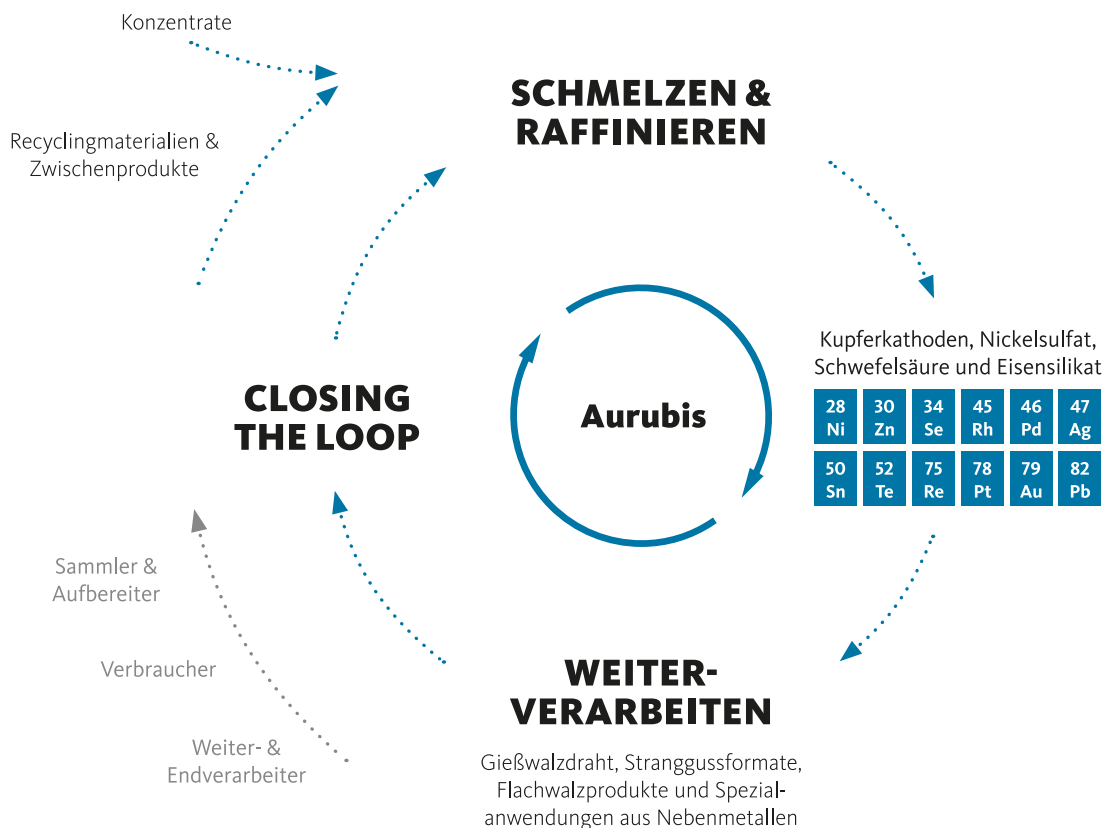 Konzentrate
Recyclingmaterialien &
Zwischenprodukte
SCHMELZEN &
RAFFINIEREN
Kupferkathoden, Nickelsulfat,
Schwefelsäure und Eisensilikat
28 30 34 45 46 47
Ni Zn Se Rh Pd Ag
50 52 75 78 79 82
Sn Te Re Pt Au Pb
Aurubis
CLOSING
THE LOOP
Sammler &
Aufbereiter
Verbraucher
Weiter- &
Endverarbeiter
WEITER-
VERARBEITEN
Gießwalzdraht, Stranggussformate,
Flachwalzprodukte und Spezial-
anwendungen aus Nebenmetallen